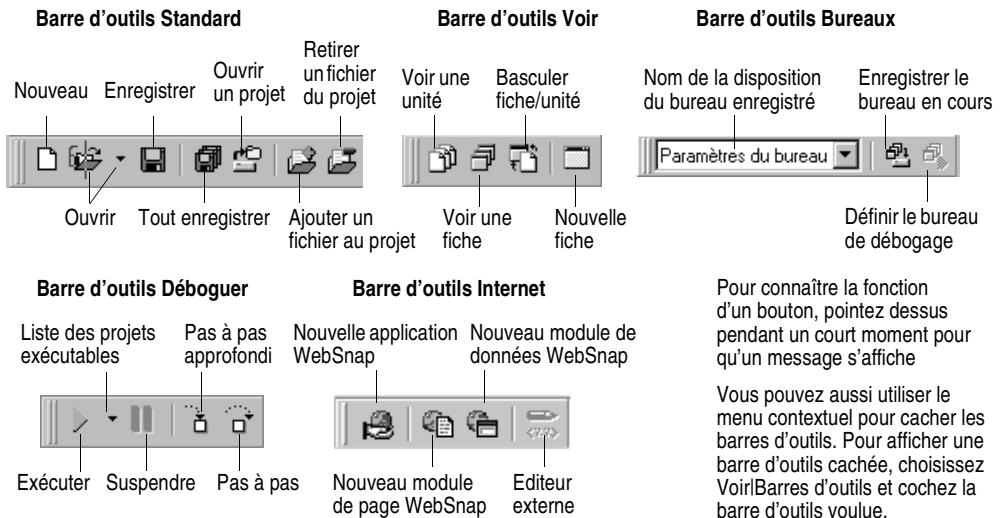 Barre d'outils Standard
Barre d'outils Voir
Barre d'outils Bureaux
Nouveau
Enregistrer
Ouvrir
un projet
Retirer
un fichier
du projet
Voir une
unité
Basculer
fiche/unité
Nom de la disposition
du bureau enregistré
Enregistrer le
bureau en cours
Paramètres du bureau
Ouvrir
Tout enregistrer
Ajouter un
fichier au projet
Voir une
fiche
Nouvelle
fiche
Définir le bureau
de débogage
Barre d'outils Déboguer
Barre d'outils Internet
Liste des projets
exécutables
Pas à pas
approfondi
Nouvelle application
WebSnap
Nouveau module de
données WebSnap
Exécuter
Suspendre
Pas à pas
Nouveau module
de page WebSnap
Editeur
externe
Pour connaître la fonction
d'un bouton, pointez dessus
pendant un court moment pour
qu'un message s'affiche
Vous pouvez aussi utiliser le
menu contextuel pour cacher les
barres d'outils. Pour afficher une
barre d'outils cachée, choisissez
Voir|Barres d'outils et cochez la
barre d'outils voulue.